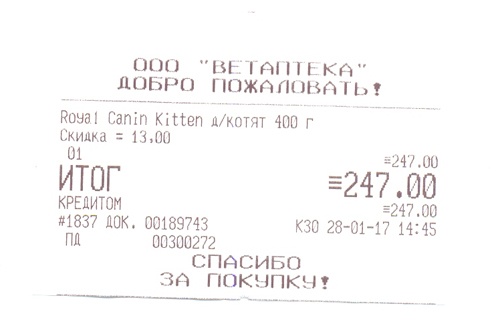 ООО "ВЕТАПТЕКА"
ДОБРО ПОЖАЛОВАТЬ!
Royal Canin Kitten д/котят 400 г
Скидка = 13,00
01
≡247.00
ИТОГ ≡247.00
КРЕДИТОМ ≡247.00
#1837 ДОК. 00189743 К30 28-01-17 14:45
ПД 00300272
СПАСИБО
ЗА ПОКУПКУ!